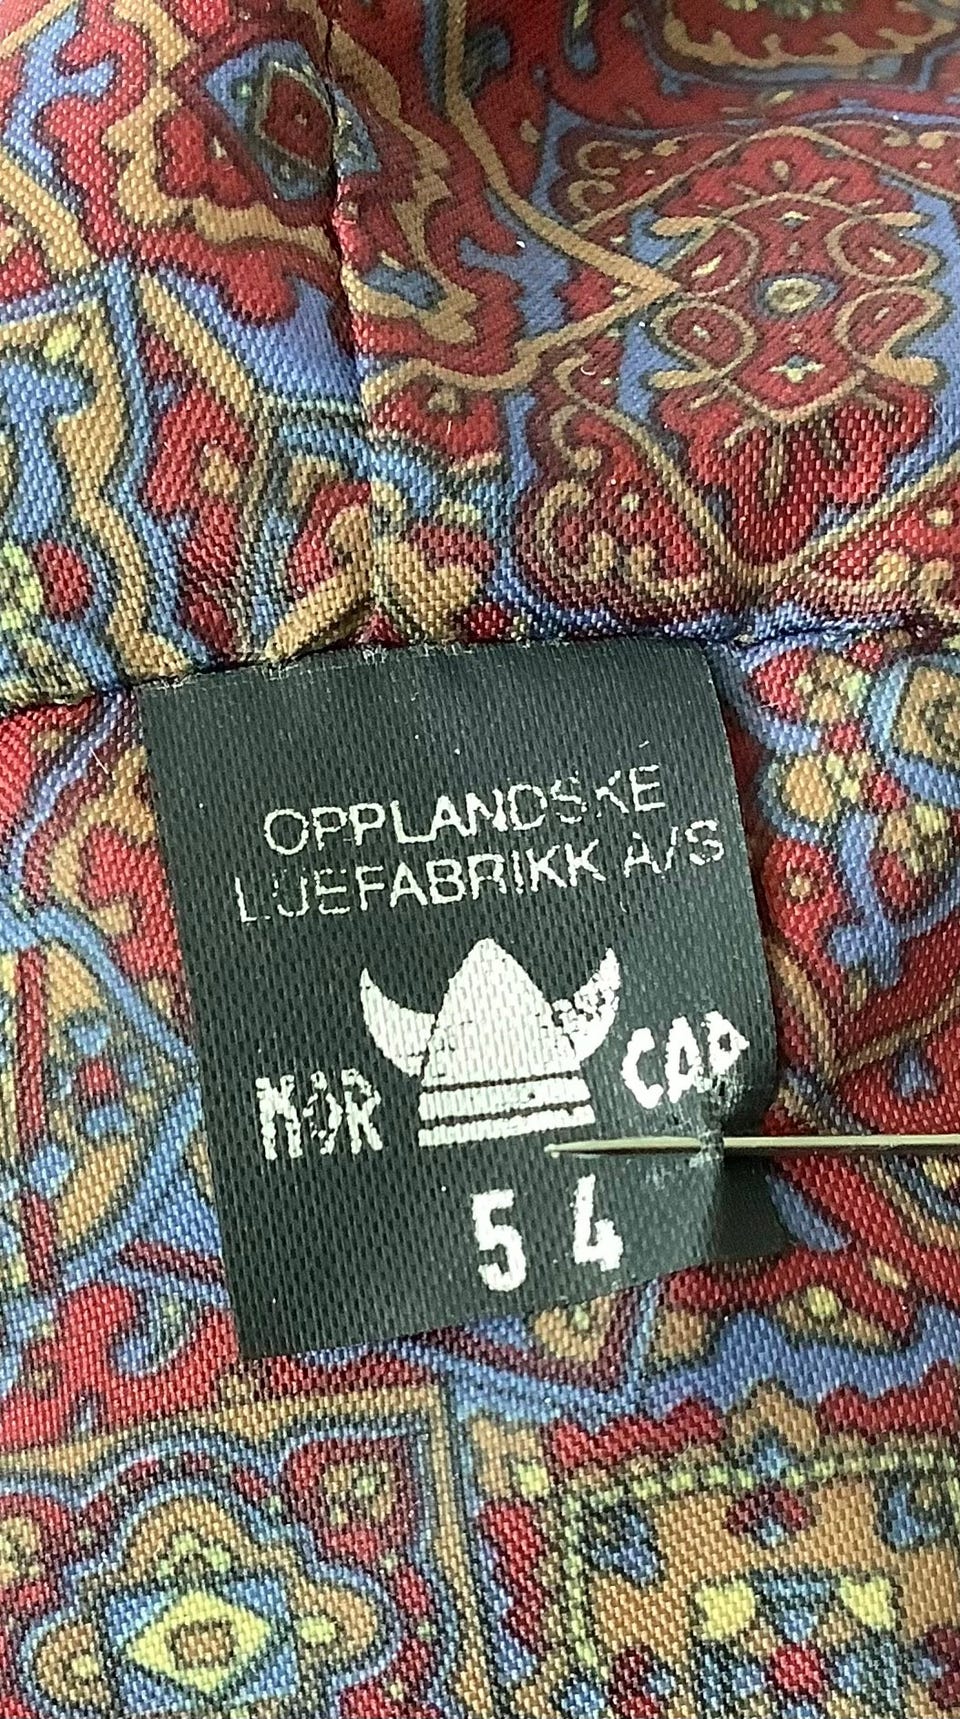 OPPLANDSKE
LUEFABRIKK A/S
NOR CAP
54